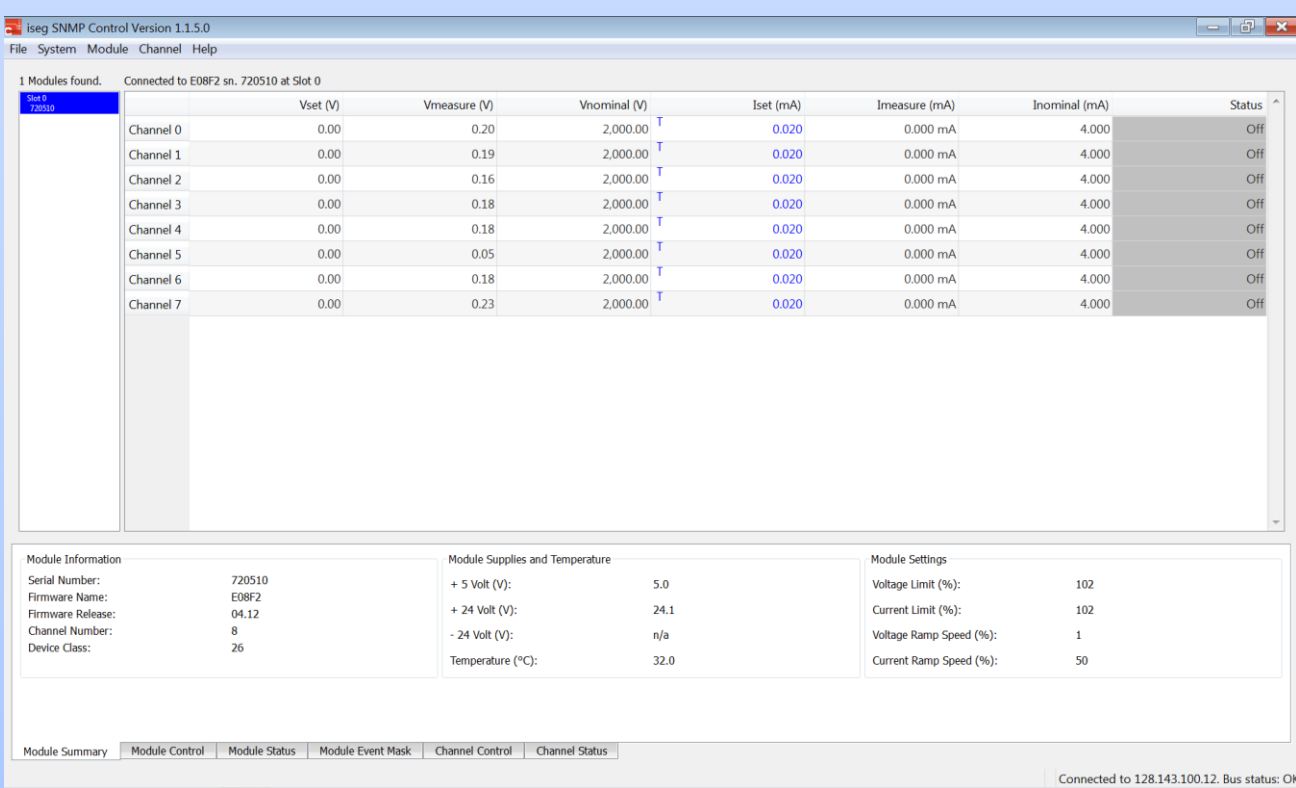 iseg SNMP Control Version 1.1.5.0
File System Module Channel Help
1 Modules found. Connected to E08F2 sn. 720510 at Slot 0
Slot 0
720510
Vset (V) Vmeasure (V) Vnominal (V) Iset (mA) Imeasure (mA) Inominal (mA) Status
Channel 0 0.00 0.20 2,000.00 T 0.020 0.000 mA 4.000 Off
Channel 1 0.00 0.19 2,000.00 T 0.020 0.000 mA 4.000 Off
Channel 2 0.00 0.16 2,000.00 T 0.020 0.000 mA 4.000 Off
Channel 3 0.00 0.18 2,000.00 T 0.020 0.000 mA 4.000 Off
Channel 4 0.00 0.18 2,000.00 T 0.020 0.000 mA 4.000 Off
Channel 5 0.00 0.05 2,000.00 T 0.020 0.000 mA 4.000 Off
Channel 6 0.00 0.18 2,000.00 T 0.020 0.000 mA 4.000 Off
Channel 7 0.00 0.23 2,000.00 T 0.020 0.000 mA 4.000 Off
Module Information
Serial Number: 720510
Firmware Name: E08F2
Firmware Release: 04.12
Channel Number: 8
Device Class: 26
Module Supplies and Temperature
+ 5 Volt (V): 5.0
+ 24 Volt (V): 24.1
- 24 Volt (V): n/a
Temperature (°C): 32.0
Module Settings
Voltage Limit (%): 102
Current Limit (%): 102
Voltage Ramp Speed (%): 1
Current Ramp Speed (%): 50
Module Summary Module Control Module Status Module Event Mask Channel Control Channel Status
Connected to 128.143.100.12. Bus status: OK